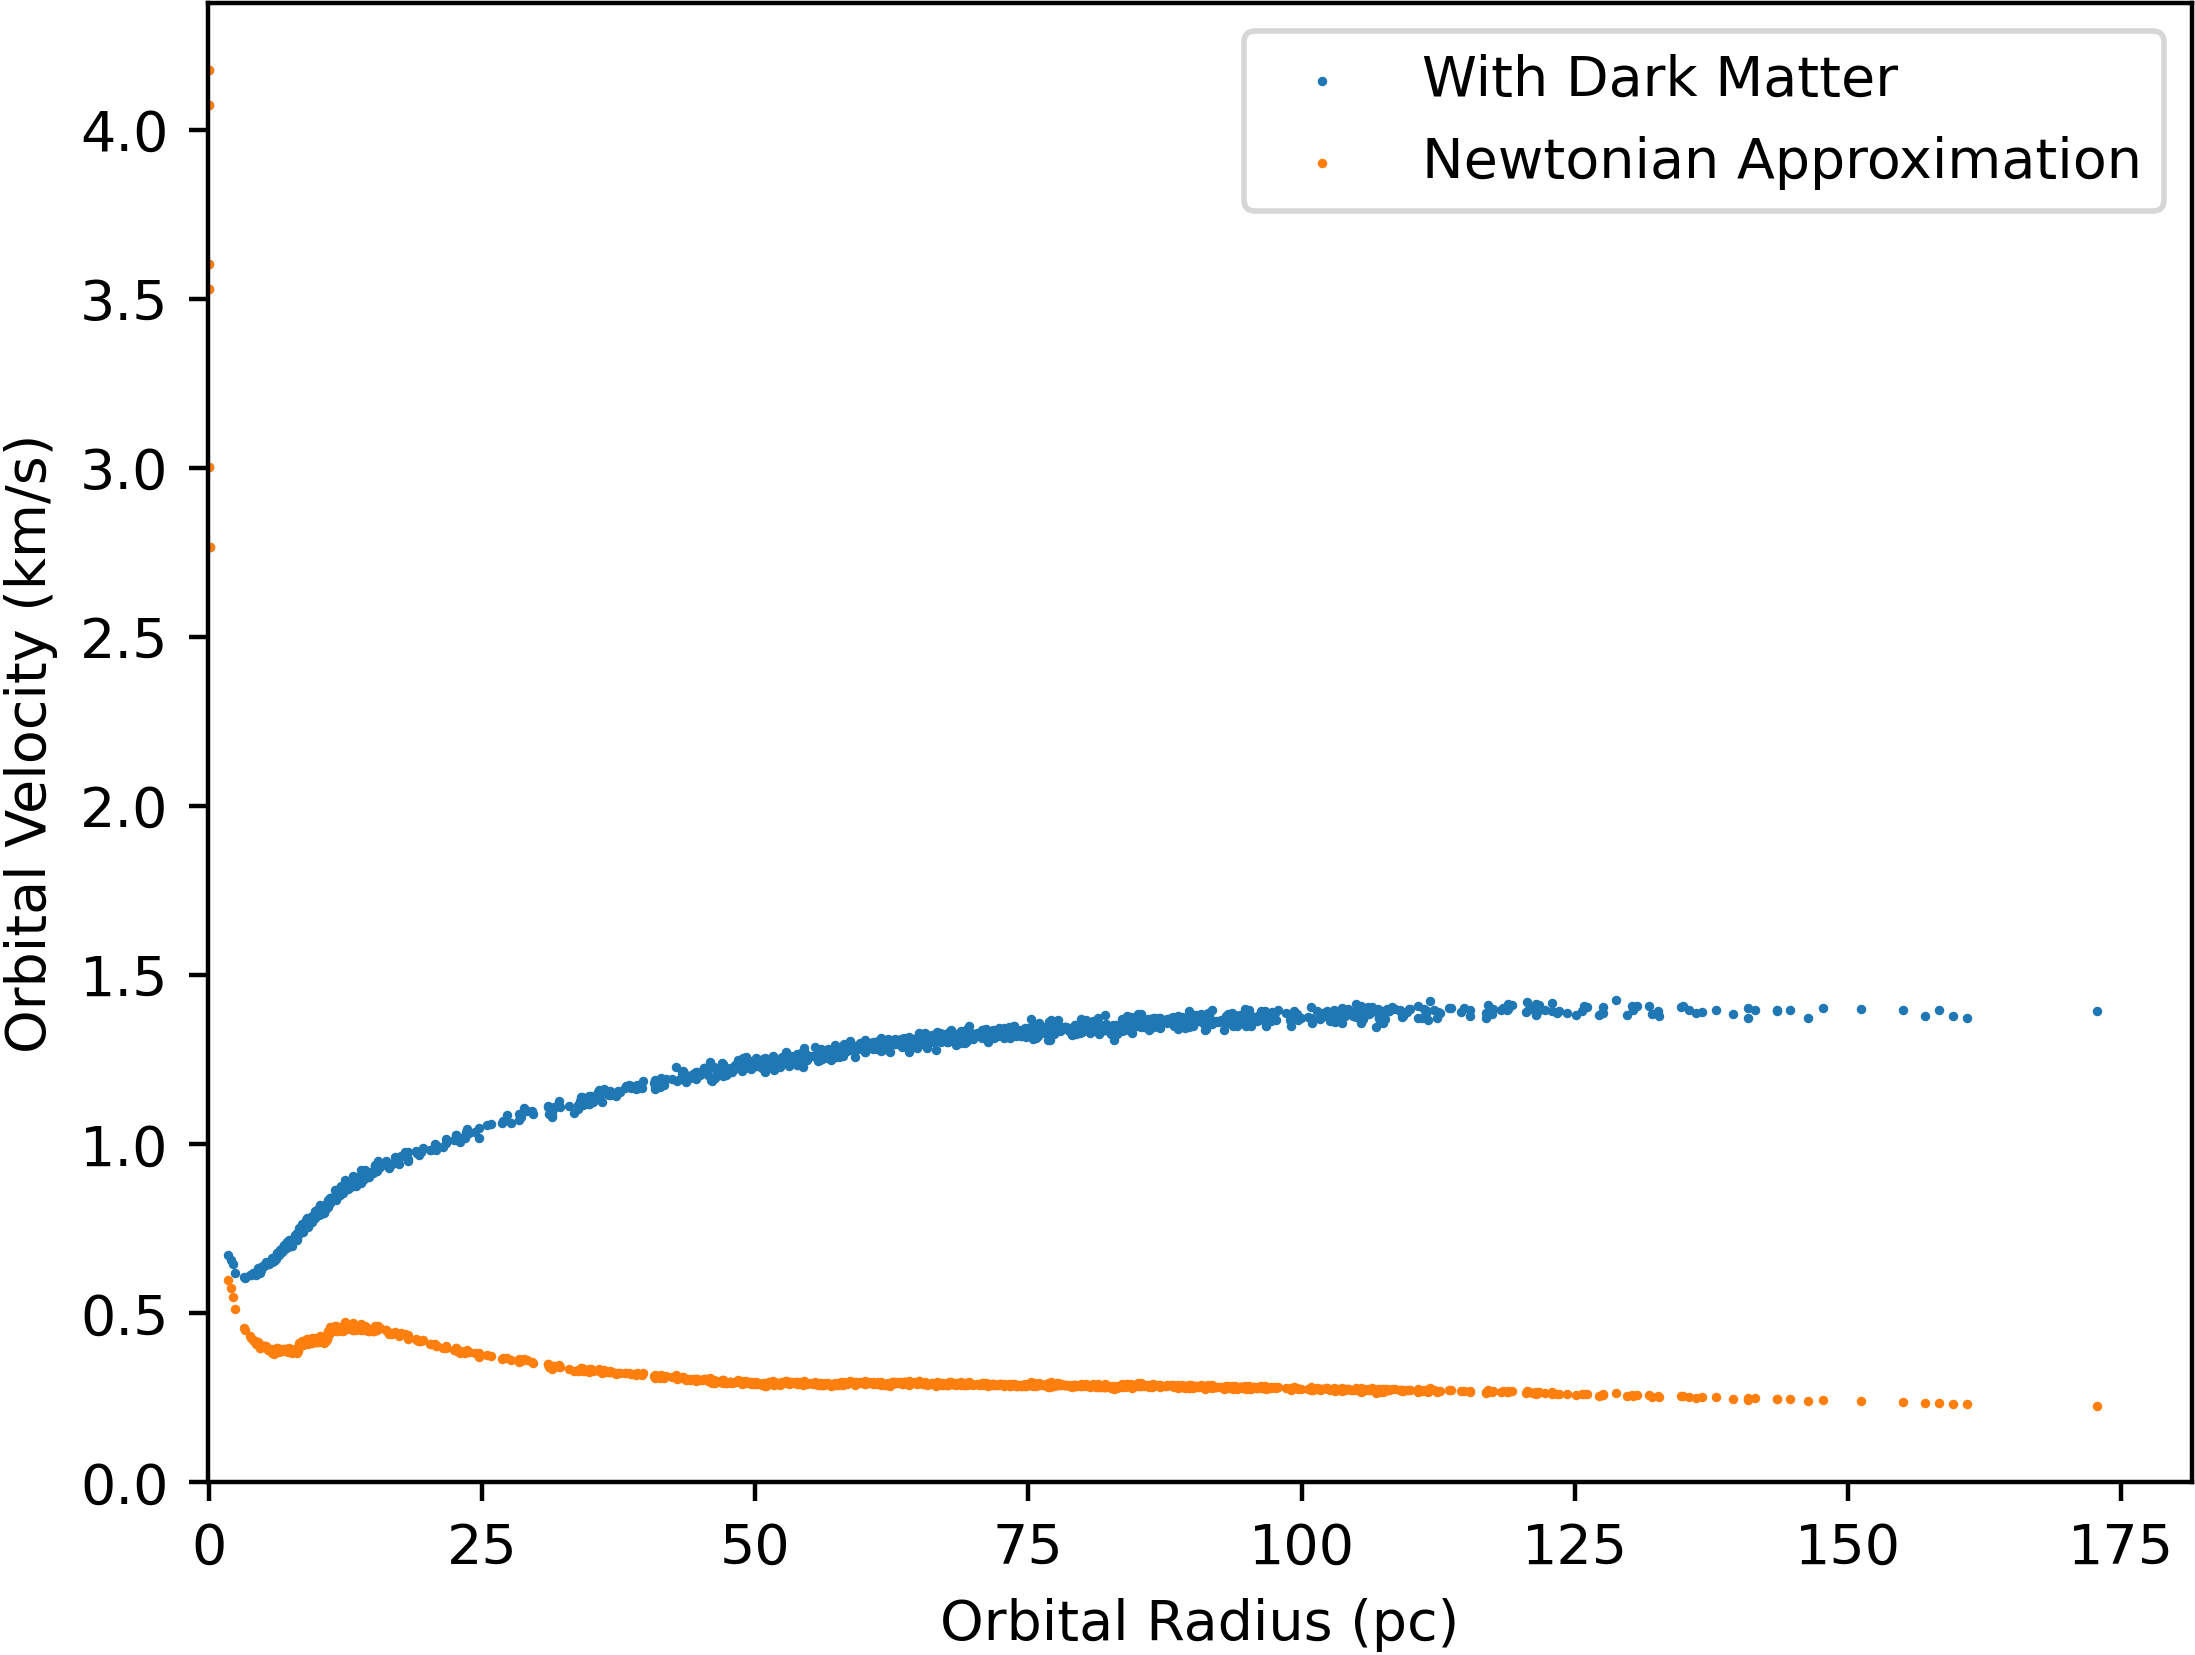 With Dark Matter
Newtonian Approximation
Orbital Velocity (km/s)
4.0
3.5
3.0
2.5
2.0
1.5
1.0
0.5
0.0
0 25 50 75 100 125 150 175
Orbital Radius (pc)